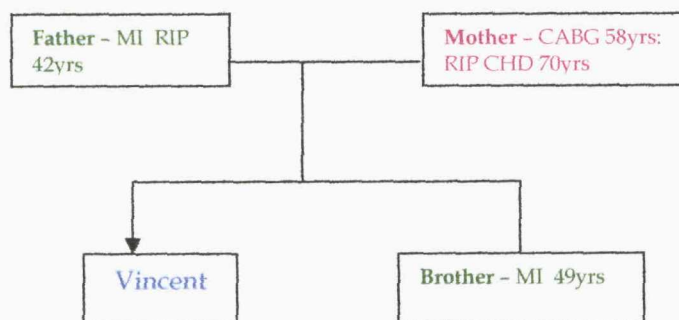 Father – MI RIP
42yrs
Mother – CABG 58yrs:
RIP CHD 70yrs
Vincent
Brother – MI 49yrs